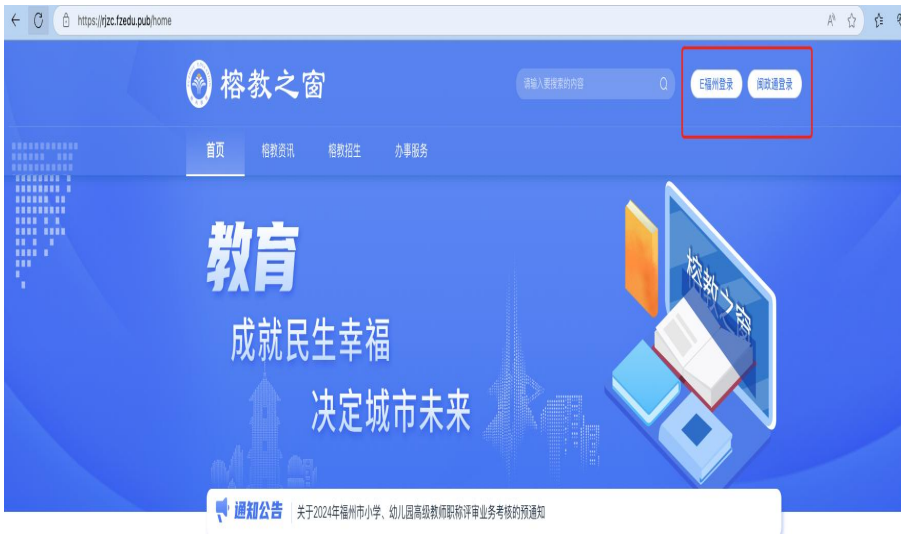 https://rjzc.fzedu.pub/home
榕教之窗
请输入要搜索的内容
E福州登录
闽政通登录
首页
榕教资讯
榕教招生
办事服务
教育
成就民生幸福
决定城市未来
榕教之窗
通知公告
关于2024年福州市小学、幼儿园高级教师职称评审业务考核的预通知